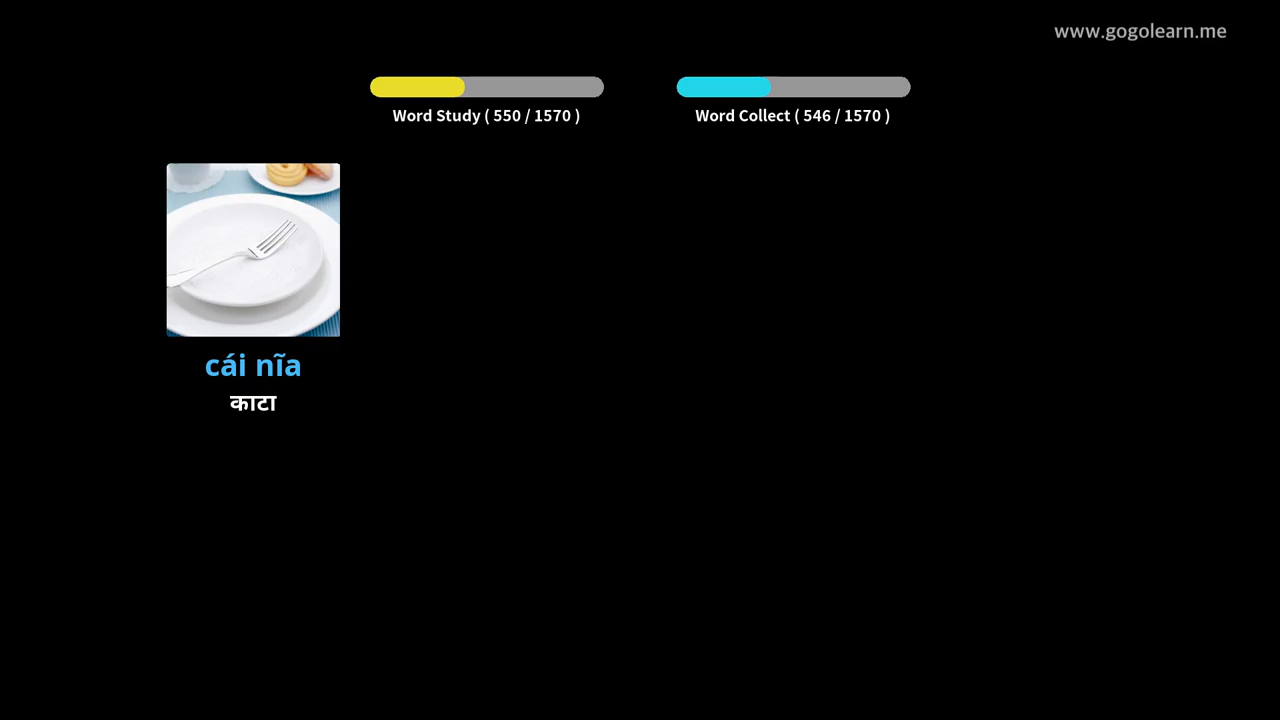 www.gogolearn.me
Word Study ( 550 / 1570 )
Word Collect ( 546 / 1570 )
cái nĩa
काटा